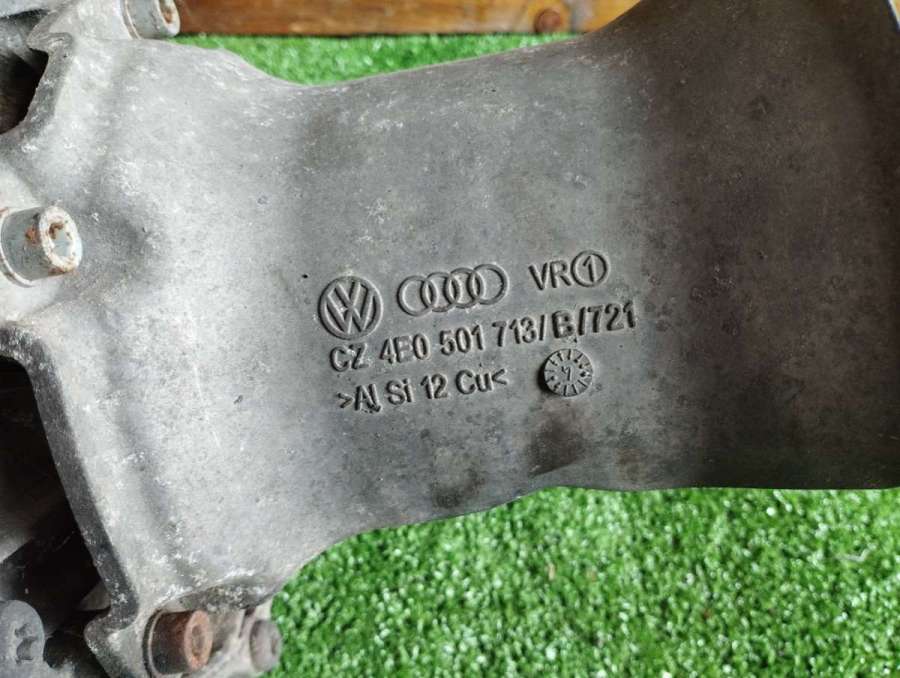 VR①
CZ 4E0 501 713/B/721
>Al Si 12 Cu<